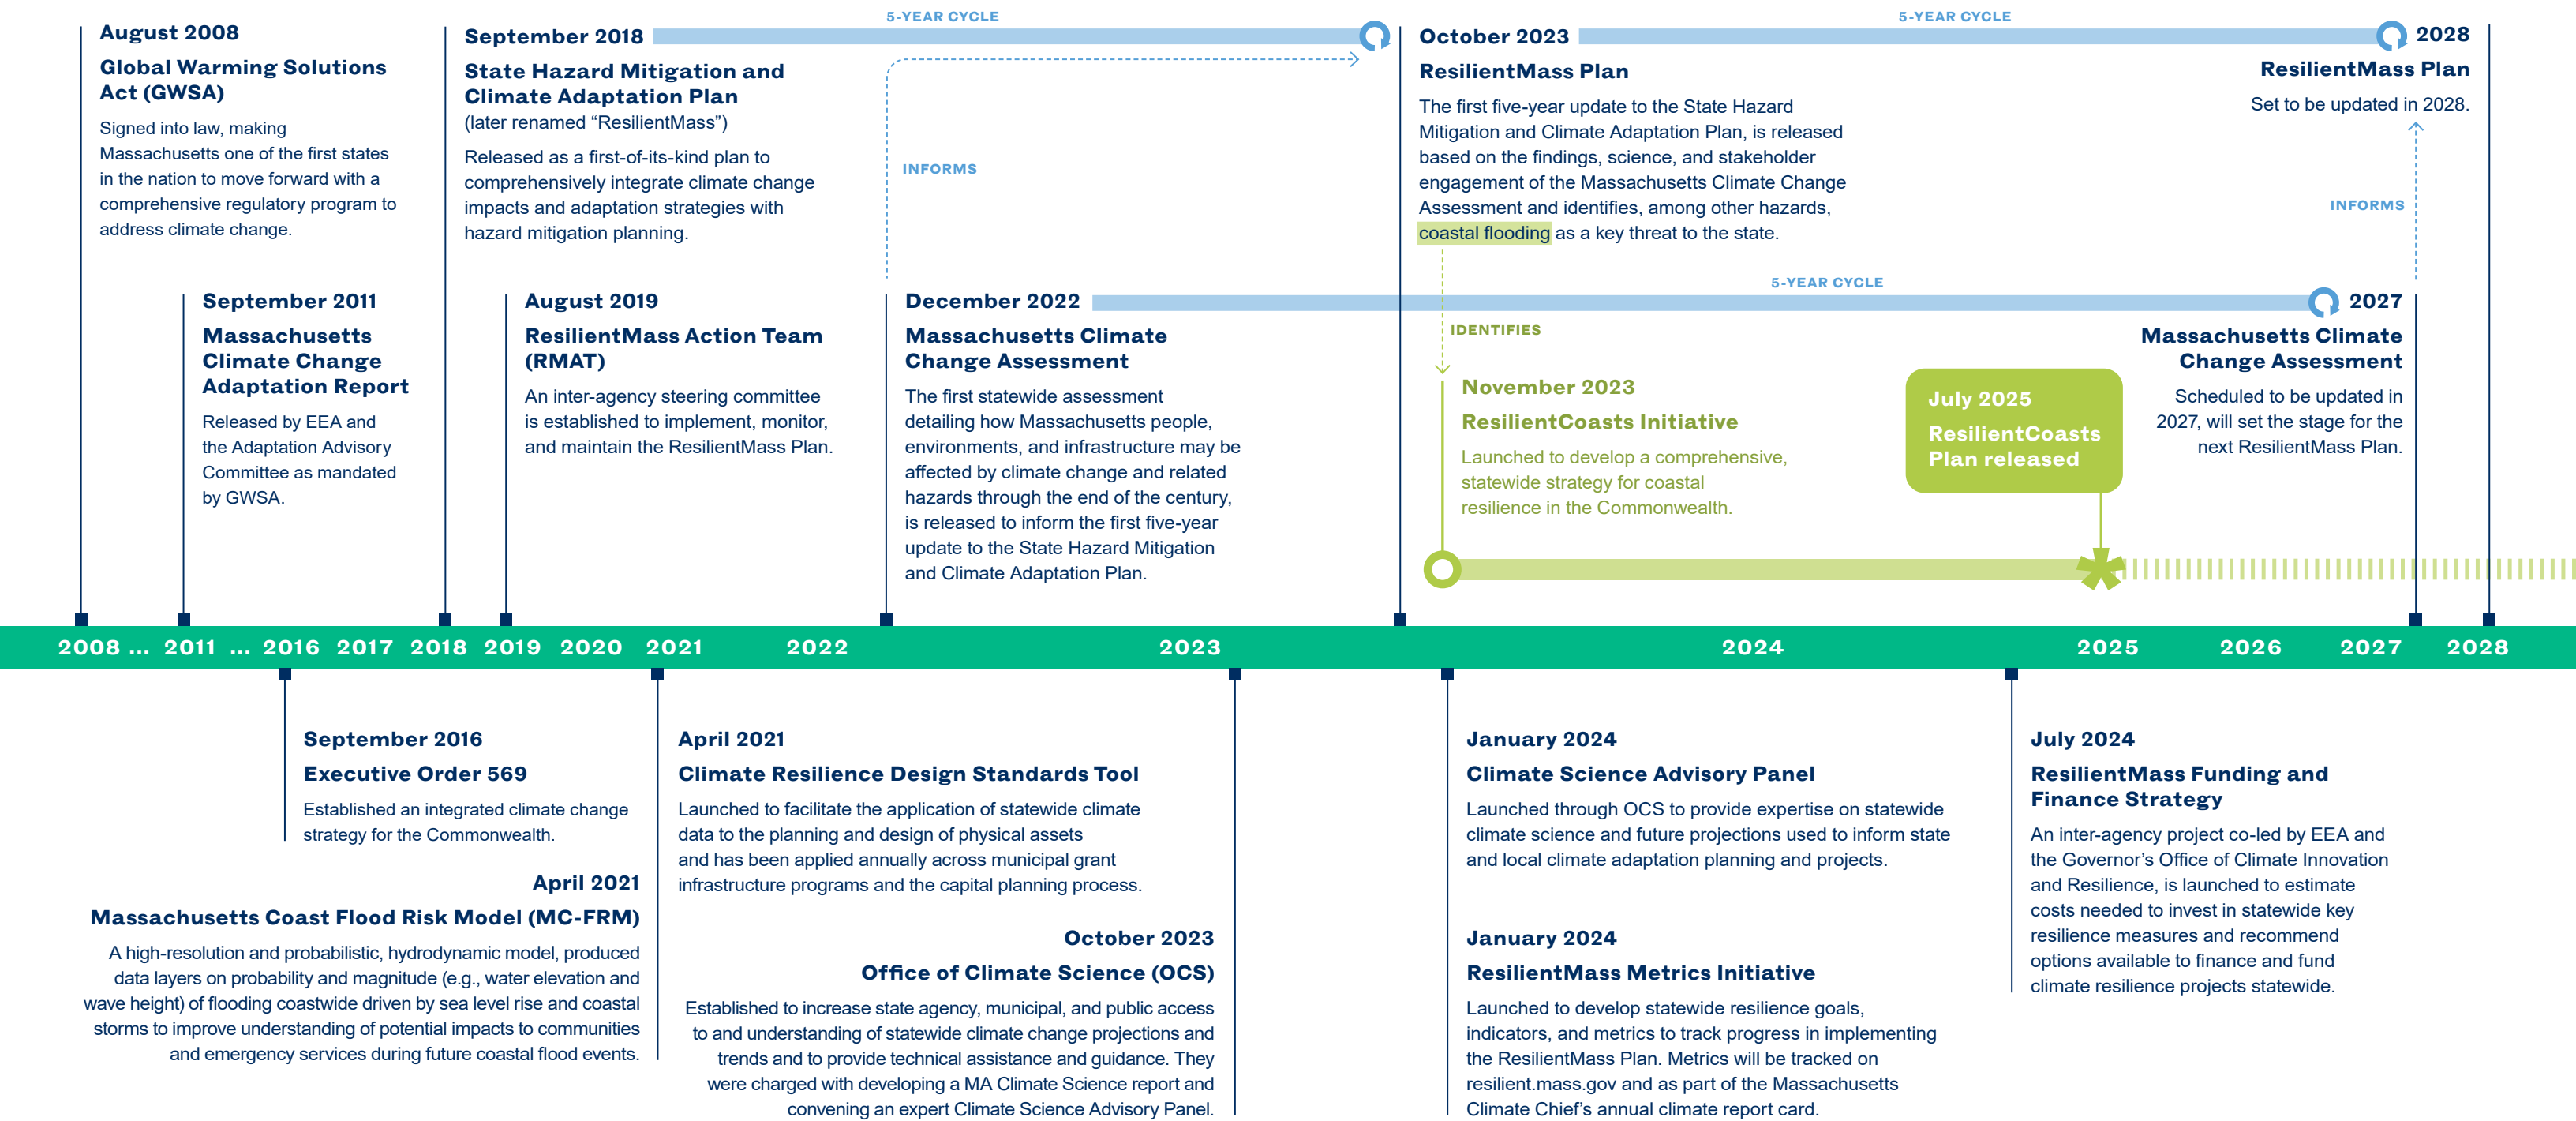 August 2008
Global Warming Solutions
Act (GWSA)
Signed into law, making
Massachusetts one of the first states
in the nation to move forward with a
comprehensive regulatory program to
address climate change.
5-YEAR CYCLE
September 2018
State Hazard Mitigation and
Climate Adaptation Plan
(later renamed “ResilientMass”)
Released as a first-of-its-kind plan to
comprehensively integrate climate change
impacts and adaptation strategies with
hazard mitigation planning.
INFORMS
5-YEAR CYCLE
October 2023
ResilientMass Plan
The first five-year update to the State Hazard
Mitigation and Climate Adaptation Plan, is released
based on the findings, science, and stakeholder
engagement of the Massachusetts Climate Change
Assessment and identifies, among other hazards,
coastal flooding as a key threat to the state.
2028
ResilientMass Plan
Set to be updated in 2028.
INFORMS
September 2011
Massachusetts
Climate Change
Adaptation Report
Released by EEA and
the Adaptation Advisory
Committee as mandated
by GWSA.
August 2019
ResilientMass Action Team
(RMAT)
An inter-agency steering committee
is established to implement, monitor,
and maintain the ResilientMass Plan.
December 2022
Massachusetts Climate
Change Assessment
The first statewide assessment
detailing how Massachusetts people,
environments, and infrastructure may be
affected by climate change and related
hazards through the end of the century,
is released to inform the first five-year
update to the State Hazard Mitigation
and Climate Adaptation Plan.
5-YEAR CYCLE
IDENTIFIES
November 2023
ResilientCoasts Initiative
Launched to develop a comprehensive,
statewide strategy for coastal
resilience in the Commonwealth.
July 2025
ResilientCoasts
Plan released
2027
Massachusetts Climate
Change Assessment
Scheduled to be updated in
2027, will set the stage for the
next ResilientMass Plan.
2008 ... 2011 ... 2016 2017 2018 2019 2020 2021 2022 2023 2024 2025 2026 2027 2028
September 2016
Executive Order 569
Established an integrated climate change
strategy for the Commonwealth.
April 2021
Massachusetts Coast Flood Risk Model (MC-FRM)
A high-resolution and probabilistic, hydrodynamic model, produced
data layers on probability and magnitude (e.g., water elevation and
wave height) of flooding coastwide driven by sea level rise and coastal
storms to improve understanding of potential impacts to communities
and emergency services during future coastal flood events.
April 2021
Climate Resilience Design Standards Tool
Launched to facilitate the application of statewide climate
data to the planning and design of physical assets
and has been applied annually across municipal grant
infrastructure programs and the capital planning process.
October 2023
Office of Climate Science (OCS)
Established to increase state agency, municipal, and public access
to and understanding of statewide climate change projections and
trends and to provide technical assistance and guidance. They
were charged with developing a MA Climate Science report and
convening an expert Climate Science Advisory Panel.
January 2024
Climate Science Advisory Panel
Launched through OCS to provide expertise on statewide
climate science and future projections used to inform state
and local climate adaptation planning and projects.
January 2024
ResilientMass Metrics Initiative
Launched to develop statewide resilience goals,
indicators, and metrics to track progress in implementing
the ResilientMass Plan. Metrics will be tracked on
resilient.mass.gov and as part of the Massachusetts
Climate Chief’s annual climate report card.
July 2024
ResilientMass Funding and
Finance Strategy
An inter-agency project co-led by EEA and
the Governor’s Office of Climate Innovation
and Resilience, is launched to estimate
costs needed to invest in statewide key
resilience measures and recommend
options available to finance and fund
climate resilience projects statewide.